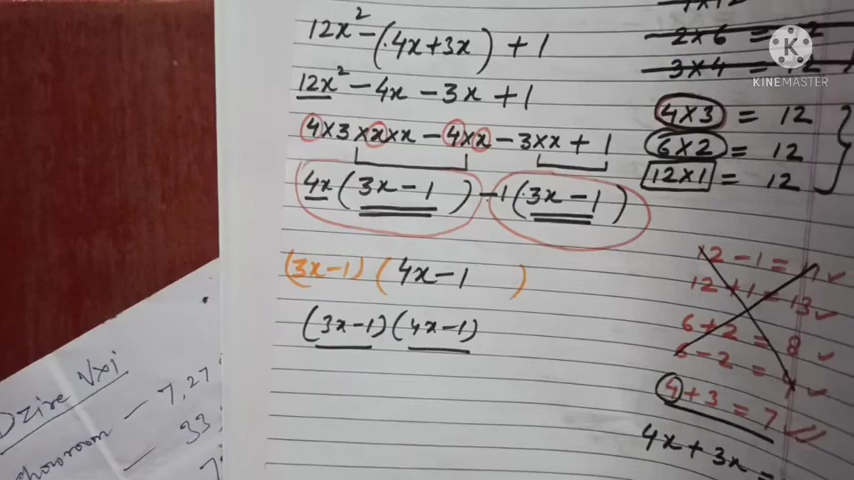 12x² - (4x+3x) + 1
12x² - 4x - 3x + 1
4×3×x×x - 4×x - 3×x + 1
4x(3x-1) -1(3x-1)
(3x-1)(4x-1)
(3x-1)(4x-1)
2×6 = 12
3×4 = 12
4×3 = 12
6×2 = 12
12×1 = 12
12-1=
12+1=13
6+2=8
6-2=4
4+3=7
4x+3x=
KINEMASTER
Dzire Vxi
showroom - 7,27
- 33